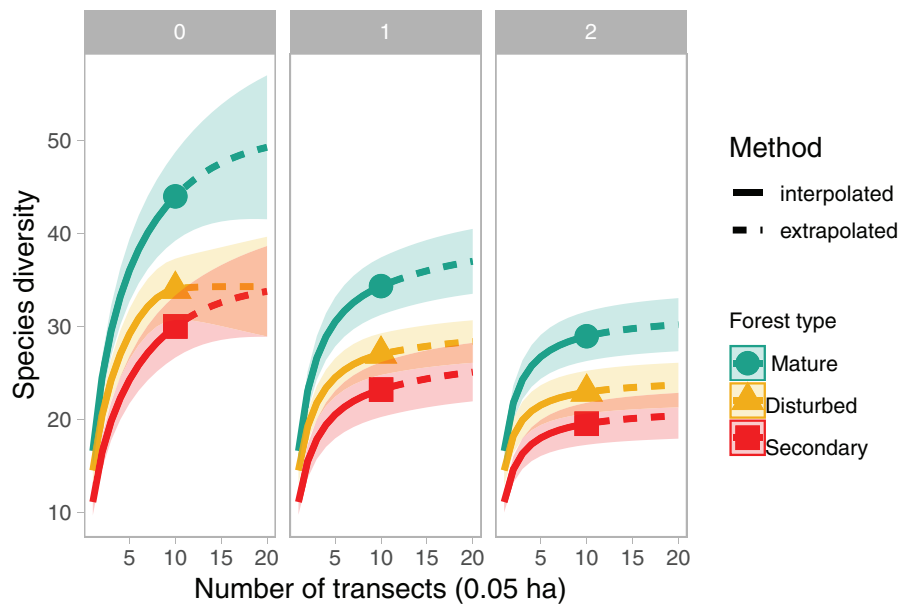 0 1 2
50
40
30
20
10
Species diversity
5 10 15 20 5 10 15 20 5 10 15 20
Number of transects (0.05 ha)
Method
interpolated
extrapolated
Forest type
Mature
Disturbed
Secondary